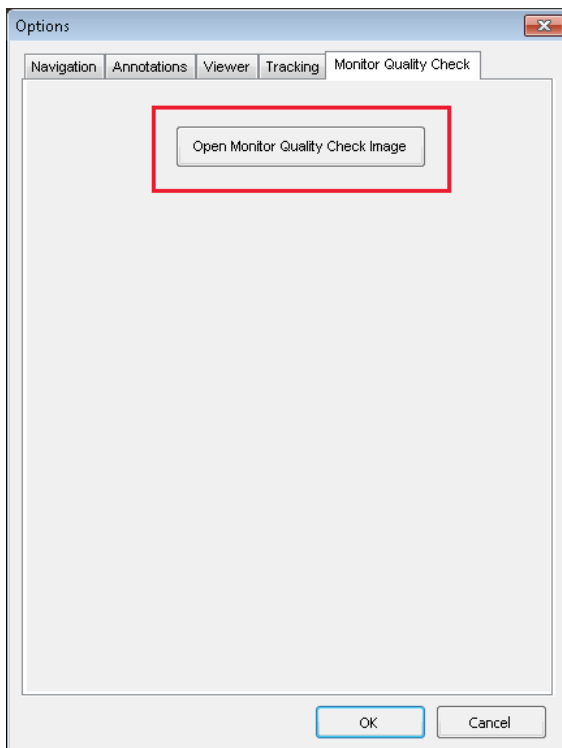 Options
Navigation Annotations Viewer Tracking Monitor Quality Check
Open Monitor Quality Check Image
OK Cancel